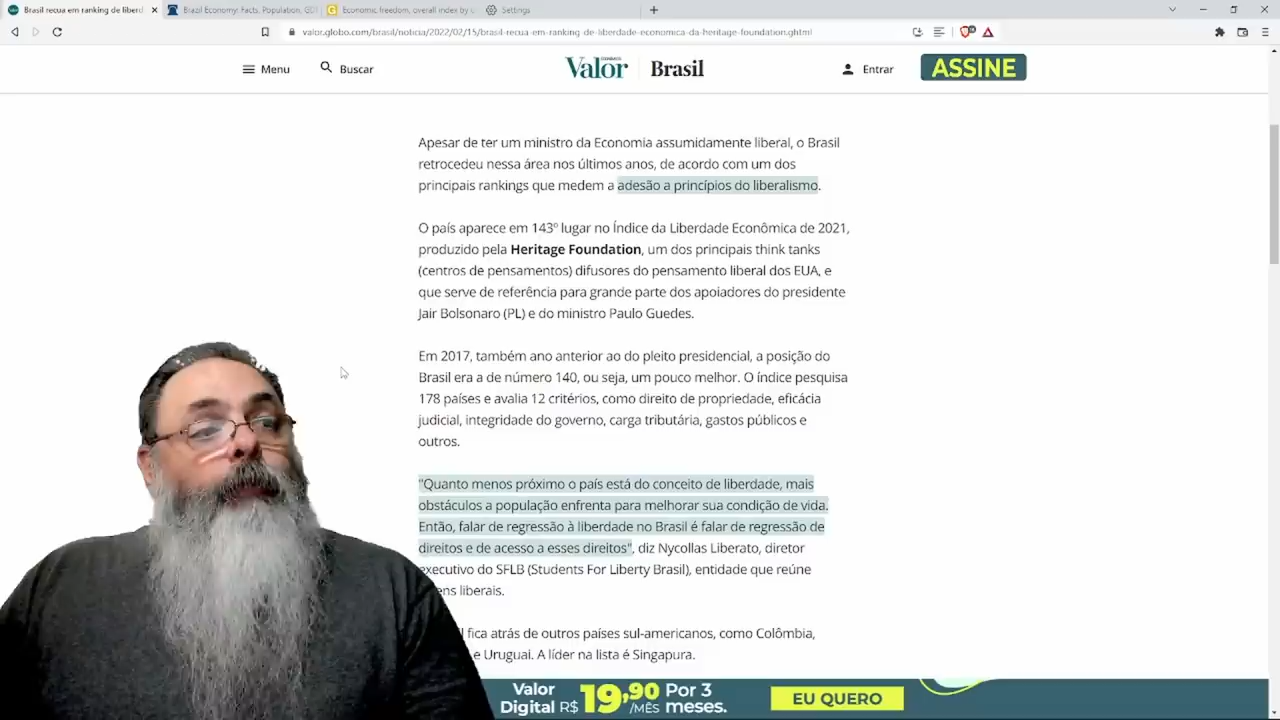 Brasil recua em ranking de liberd
Brazil Economy: Facts, Population, GD
Economic freedom, overall index by
Settings
valor.globo.com/brasil/noticia/2022/02/15/brasil-recua-em-ranking-de-liberdade-economica-da-heritage-foundation.ghtml
Menu
Buscar
Valor
Brasil
Entrar
ASSINE
Apesar de ter um ministro da Economia assumidamente liberal, o Brasil
retrocedeu nessa área nos últimos anos, de acordo com um dos
principais rankings que medem a adesão a princípios do liberalismo.
O país aparece em 143º lugar no Índice da Liberdade Econômica de 2021,
produzido pela Heritage Foundation, um dos principais think tanks
(centros de pensamentos) difusores do pensamento liberal dos EUA, e
que serve de referência para grande parte dos apoiadores do presidente
Jair Bolsonaro (PL) e do ministro Paulo Guedes.
Em 2017, também ano anterior ao do pleito presidencial, a posição do
Brasil era a de número 140, ou seja, um pouco melhor. O índice pesquisa
178 países e avalia 12 critérios, como direito de propriedade, eficácia
judicial, integridade do governo, carga tributária, gastos públicos e
outros.
"Quanto menos próximo o país está do conceito de liberdade, mais
obstáculos a população enfrenta para melhorar sua condição de vida.
Então, falar de regressão à liberdade no Brasil é falar de regressão de
direitos e de acesso a esses direitos", diz Nycollas Liberato, diretor
executivo do SFLB (Students For Liberty Brasil), entidade que reúne
ens liberais.
l fica atrás de outros países sul-americanos, como Colômbia,
e Uruguai. A líder na lista é Singapura.
Valor
Digital R$ 19,90 /MÊS Por 3
meses.
EU QUERO